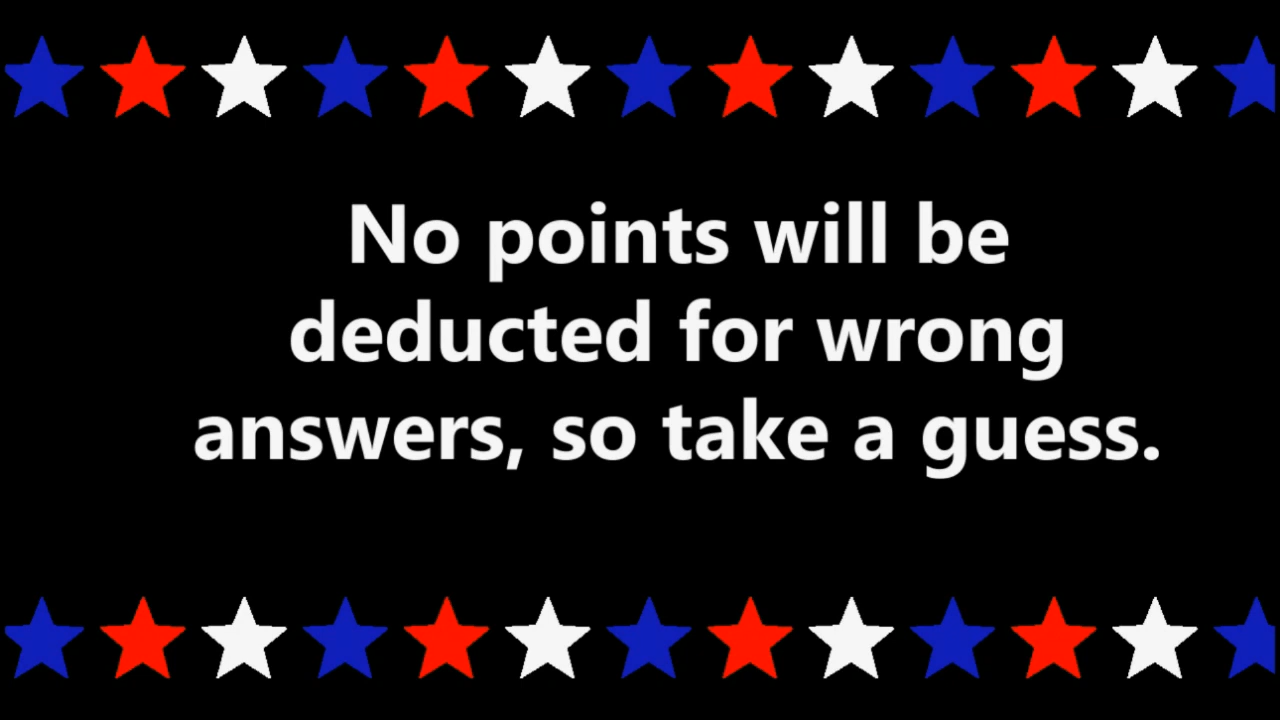 No points will be
deducted for wrong
answers, so take a guess.